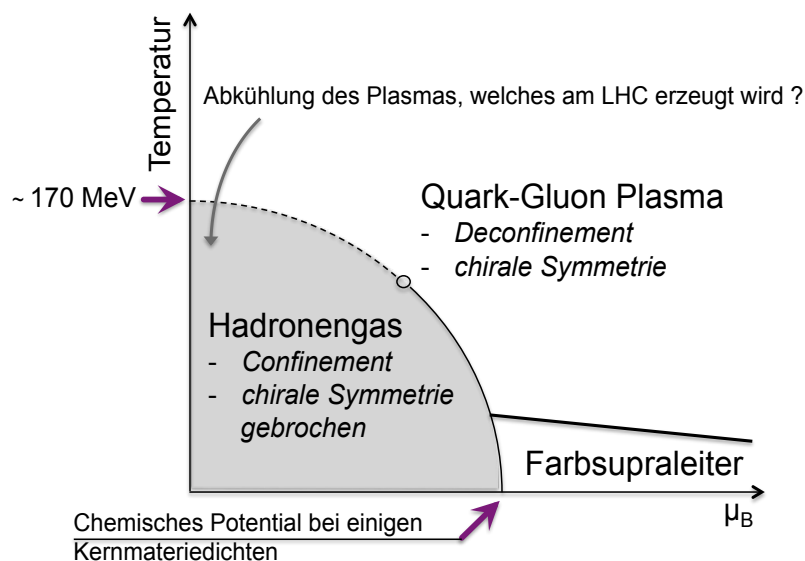 Temperatur
Abkühlung des Plasmas, welches am LHC erzeugt wird ?
~ 170 MeV
Quark-Gluon Plasma
- Deconfinement
- chirale Symmetrie
Hadronengas
- Confinement
- chirale Symmetrie
gebrochen
Farbsupraleiter
μB
Chemisches Potential bei einigen
Kernmateriedichten